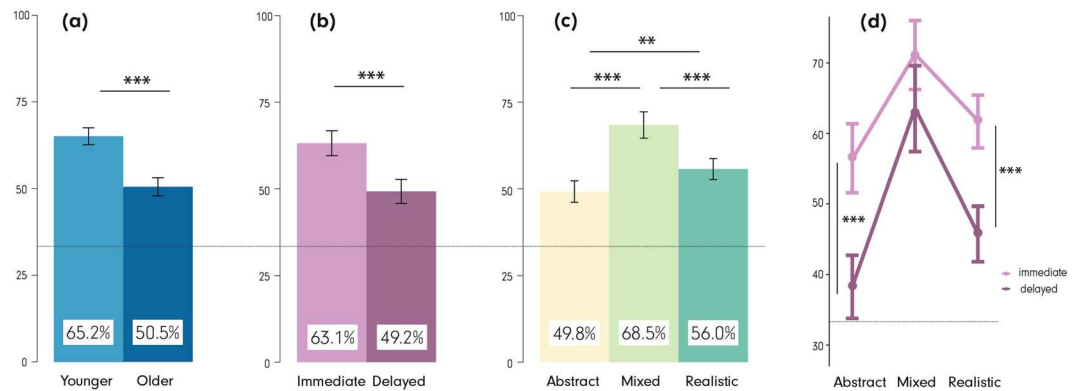 (a)
100
75
50
25
0
***
65.2%
50.5%
Younger
Older
(b)
100
75
50
25
0
***
63.1%
49.2%
Immediate
Delayed
(c)
100
75
50
25
0
**
***
***
49.8%
68.5%
56.0%
Abstract
Mixed
Realistic
(d)
70
60
50
40
30
***
***
immediate
delayed
Abstract
Mixed
Realistic